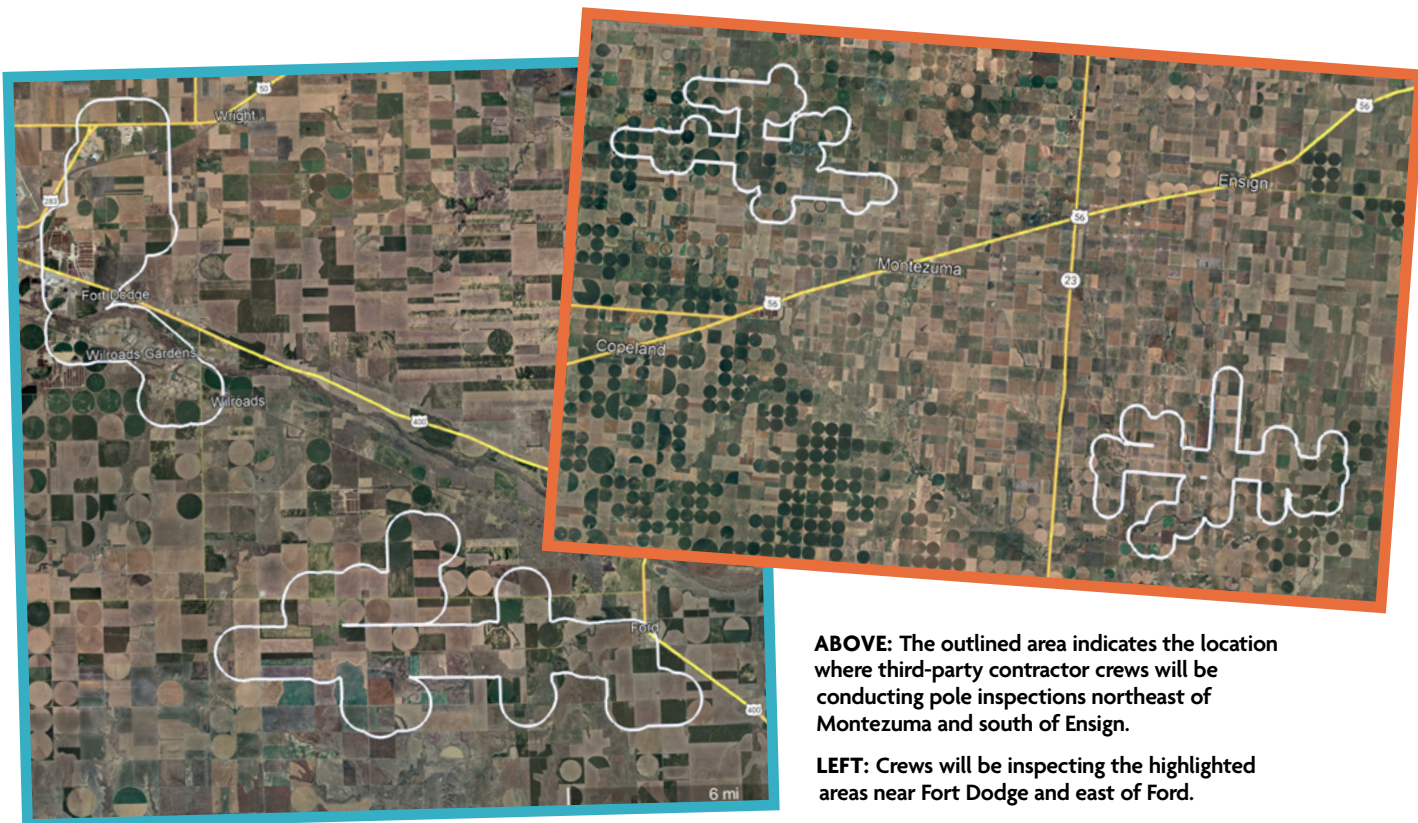 50
Wright
283
Fort Dodge
Wilroads Gardens
Wilroads
400
Ford
400
6 mi
56
Ensign
56
Montezuma
23
56
Copeland
ABOVE: The outlined area indicates the location
where third-party contractor crews will be
conducting pole inspections northeast of
Montezuma and south of Ensign.
LEFT: Crews will be inspecting the highlighted
areas near Fort Dodge and east of Ford.